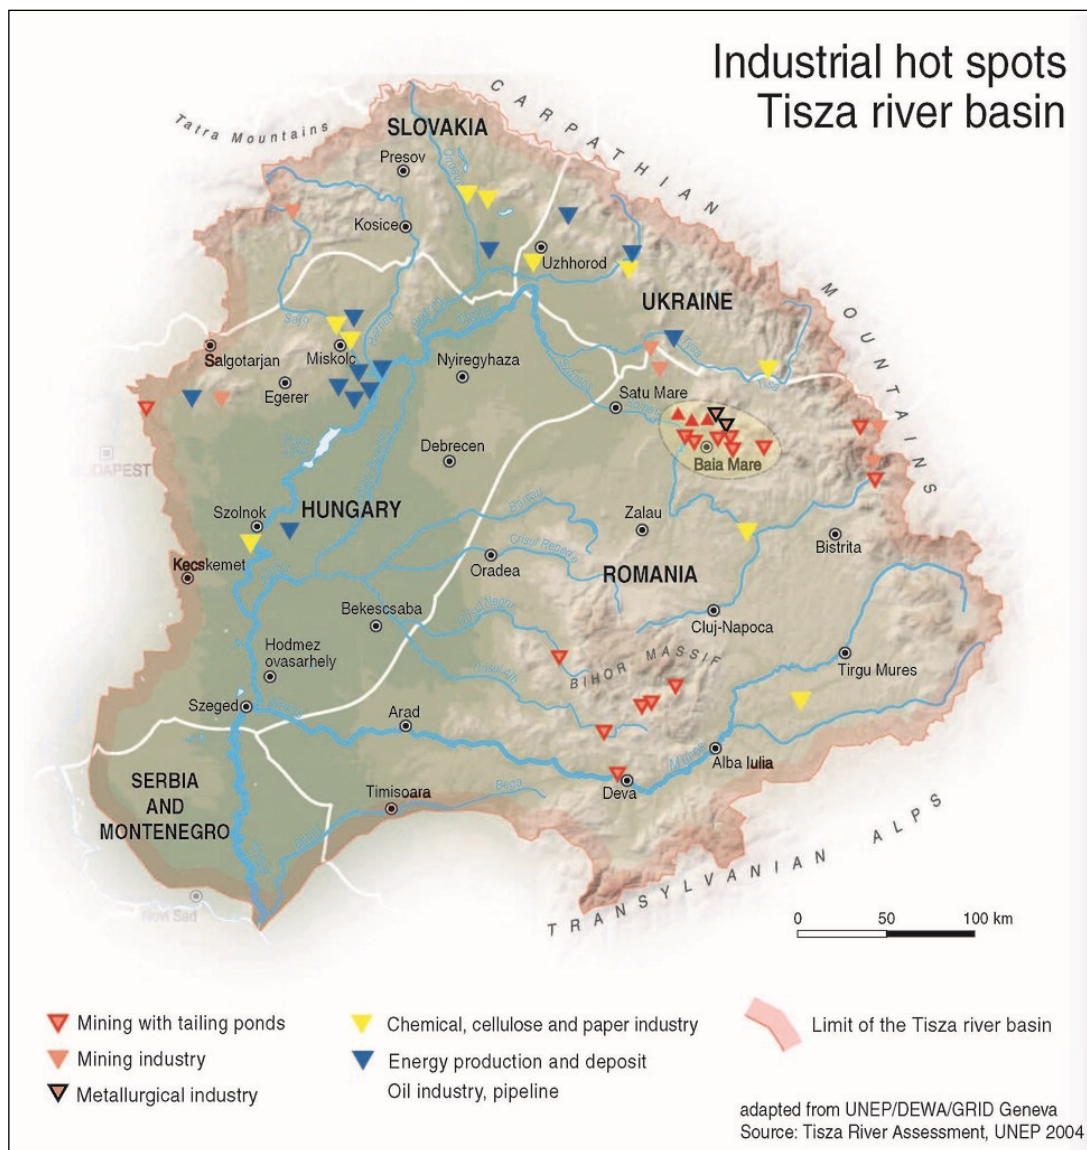 Industrial hot spots
Tisza river basin
CARPATHIAN MOUNTAINS
Tatra Mountains
SLOVAKIA
Presov
Kosice
Uzhhorod
UKRAINE
Salgotarjan
Miskolc
Egerer
Nyiregyhaza
Satu Mare
Tysa
Tisa
BUDAPEST
Debrecen
Baia Mare
HUNGARY
Szolnok
Zalau
Bistrita
Kecskemet
Oradea
Crisul Repede
ROMANIA
Bekescsaba
Cluj-Napoca
Hodmez
ovasarhely
BIHOR MASSIF
Tirgu Mures
Szeged
Arad
Mures
Alba Iulia
SERBIA
AND
MONTENEGRO
Timisoara
Bega
Deva
Novi Sad
TRANSYLVANIAN ALPS
0 50 100 km
Mining with tailing ponds
Mining industry
Metallurgical industry
Chemical, cellulose and paper industry
Energy production and deposit
Oil industry, pipeline
Limit of the Tisza river basin
adapted from UNEP/DEWA/GRID Geneva
Source: Tisza River Assessment, UNEP 2004